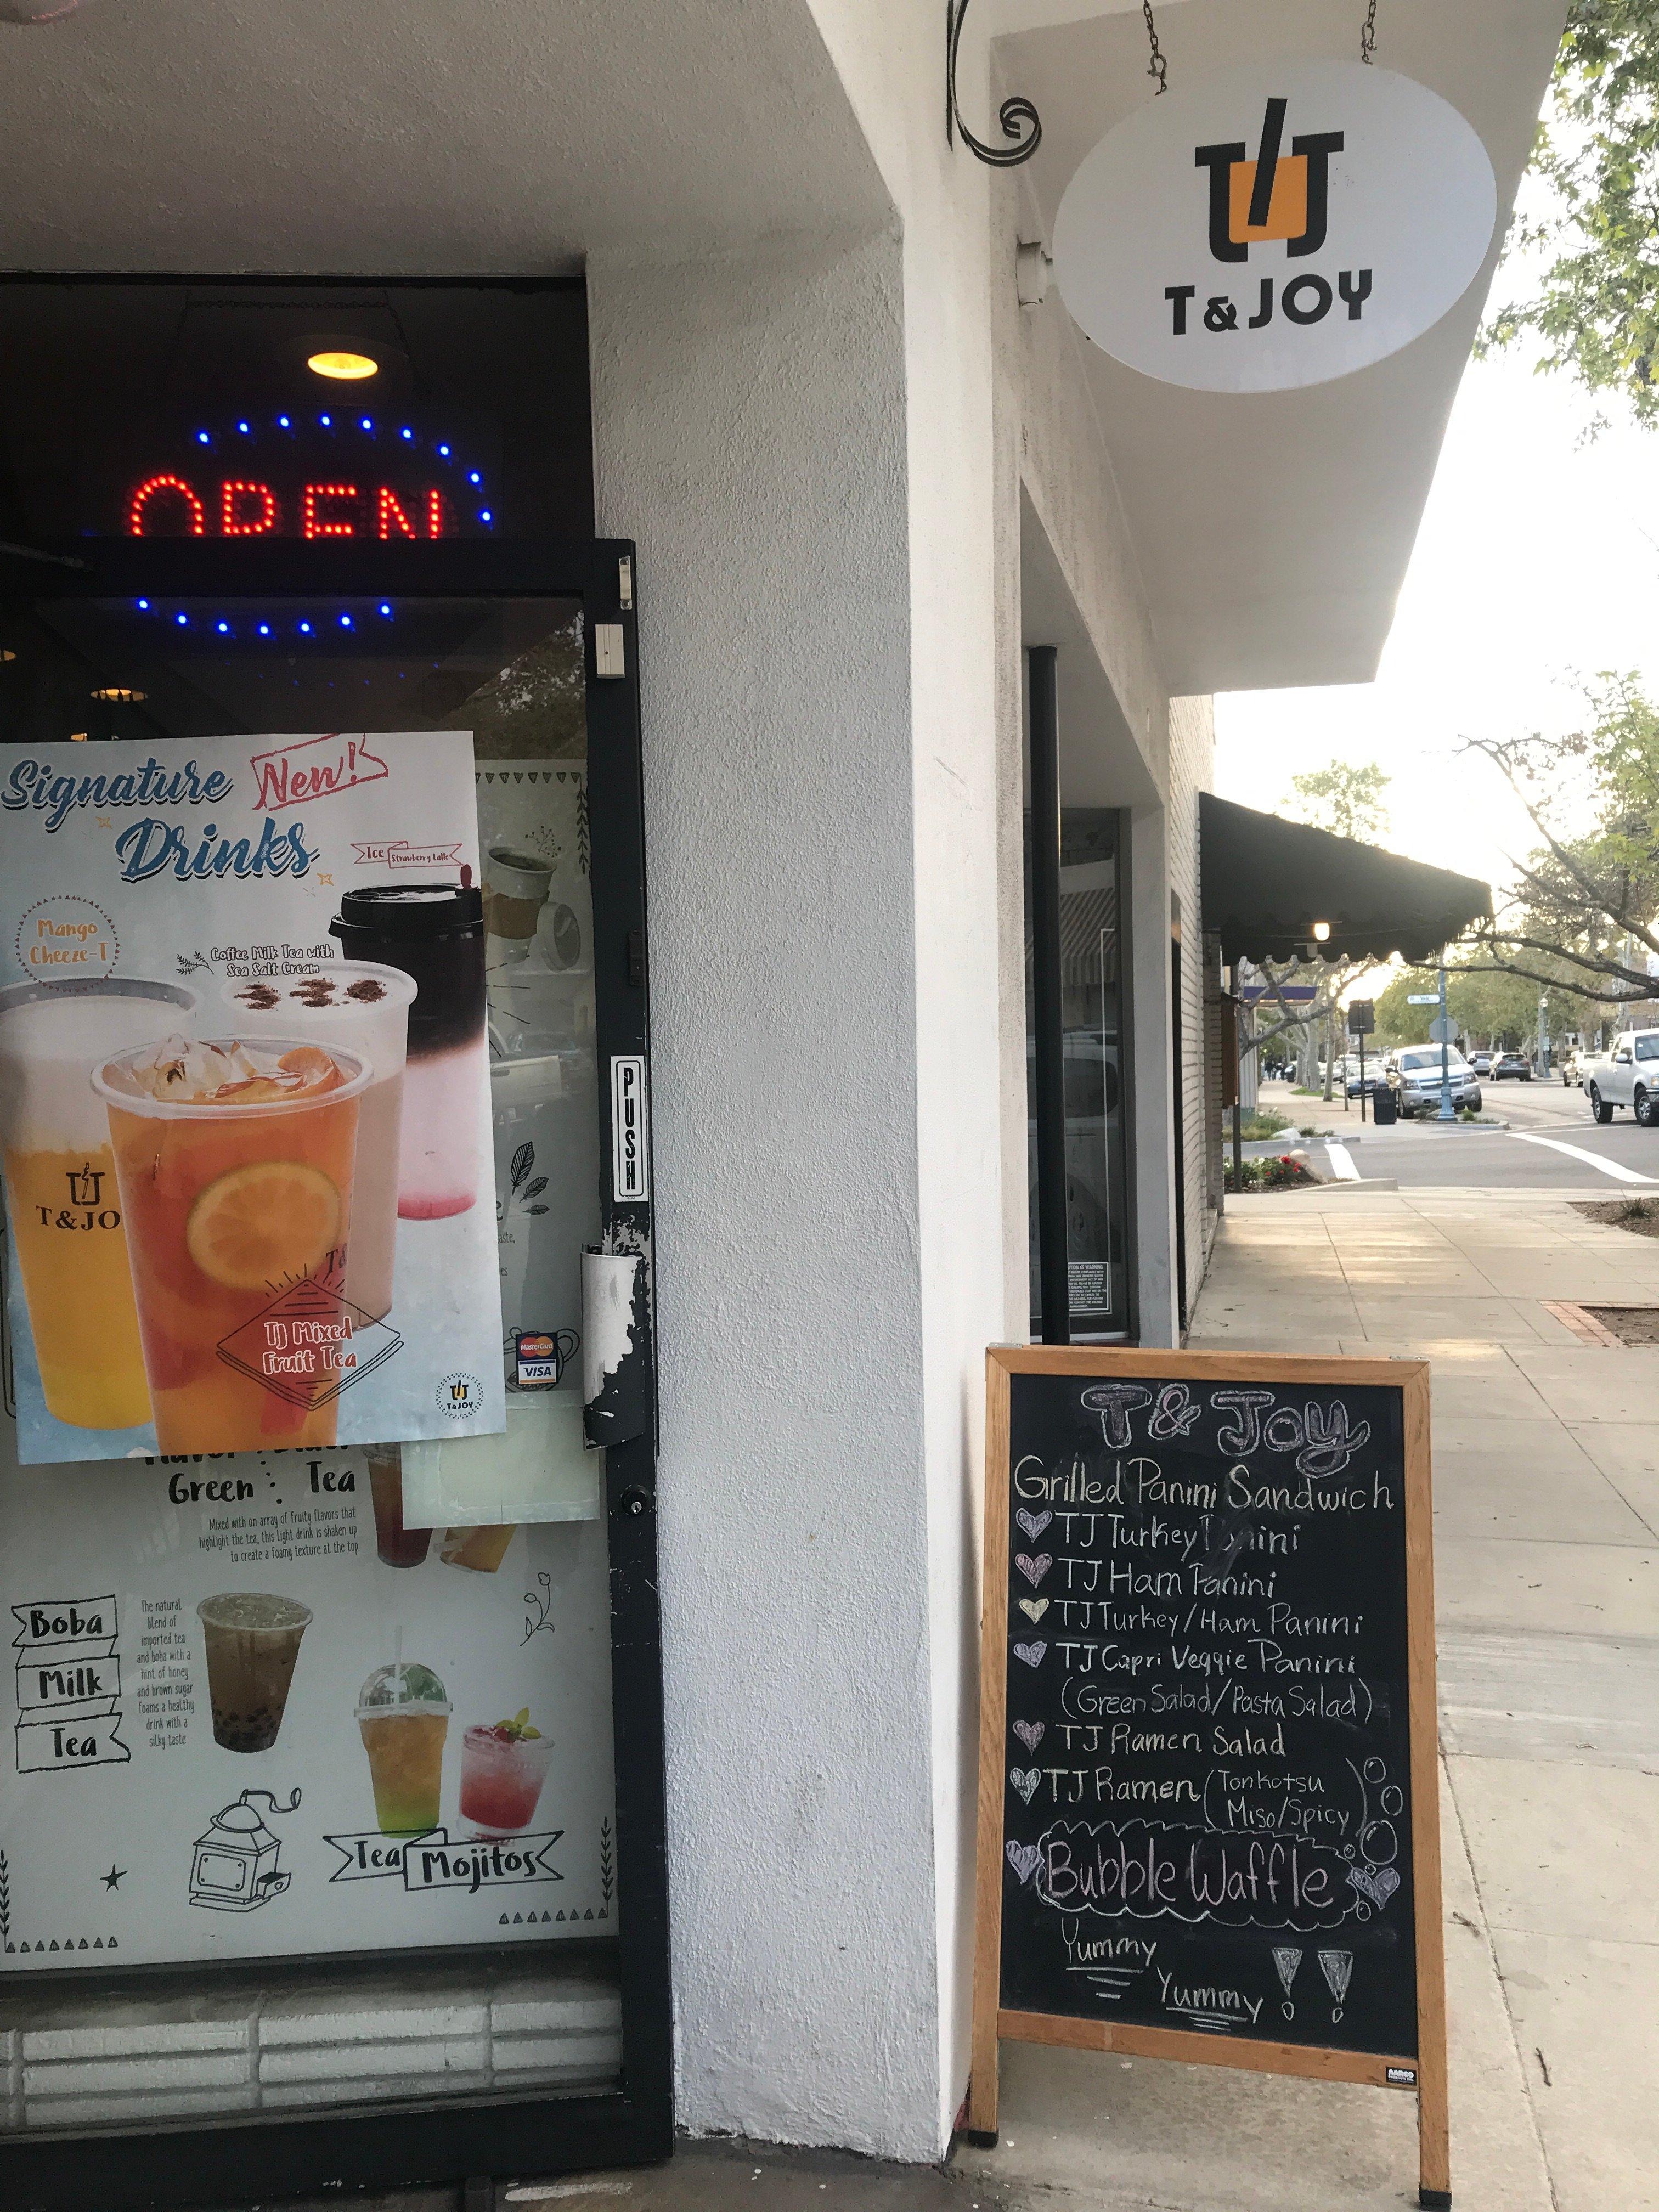 TJ
T & JOY
OPEN
Signature New!
Drinks
Ice Strawberry Latte
Mango
Cheeze-T
Coffee Milk Tea with
Sea Salt Cream
TJ
T&JO
TJ Mixed
Fruit Tea
TJ
T&JOY
PUSH
MasterCard
VISA
Green Tea
Mixed with an array of fruity flavors that
highlight the tea, this light drink is shaken up
to create a foamy texture at the top
Boba
Milk
Tea
The natural
blend of
imported tea
and boba with a
hint of honey
and brown sugar
foams a healthy
drink with a
silky taste
Tea Mojitos
T & Joy
Grilled Panini Sandwich
TJ Turkey Panini
TJ Ham Panini
TJ Turkey/Ham Panini
TJ Capri Veggie Panini
(Green Salad/Pasta Salad)
TJ Ramen Salad
TJ Ramen (Tonkotsu
Miso/Spicy)
Bubble Waffle
Yummy
Yummy !!
AARCO